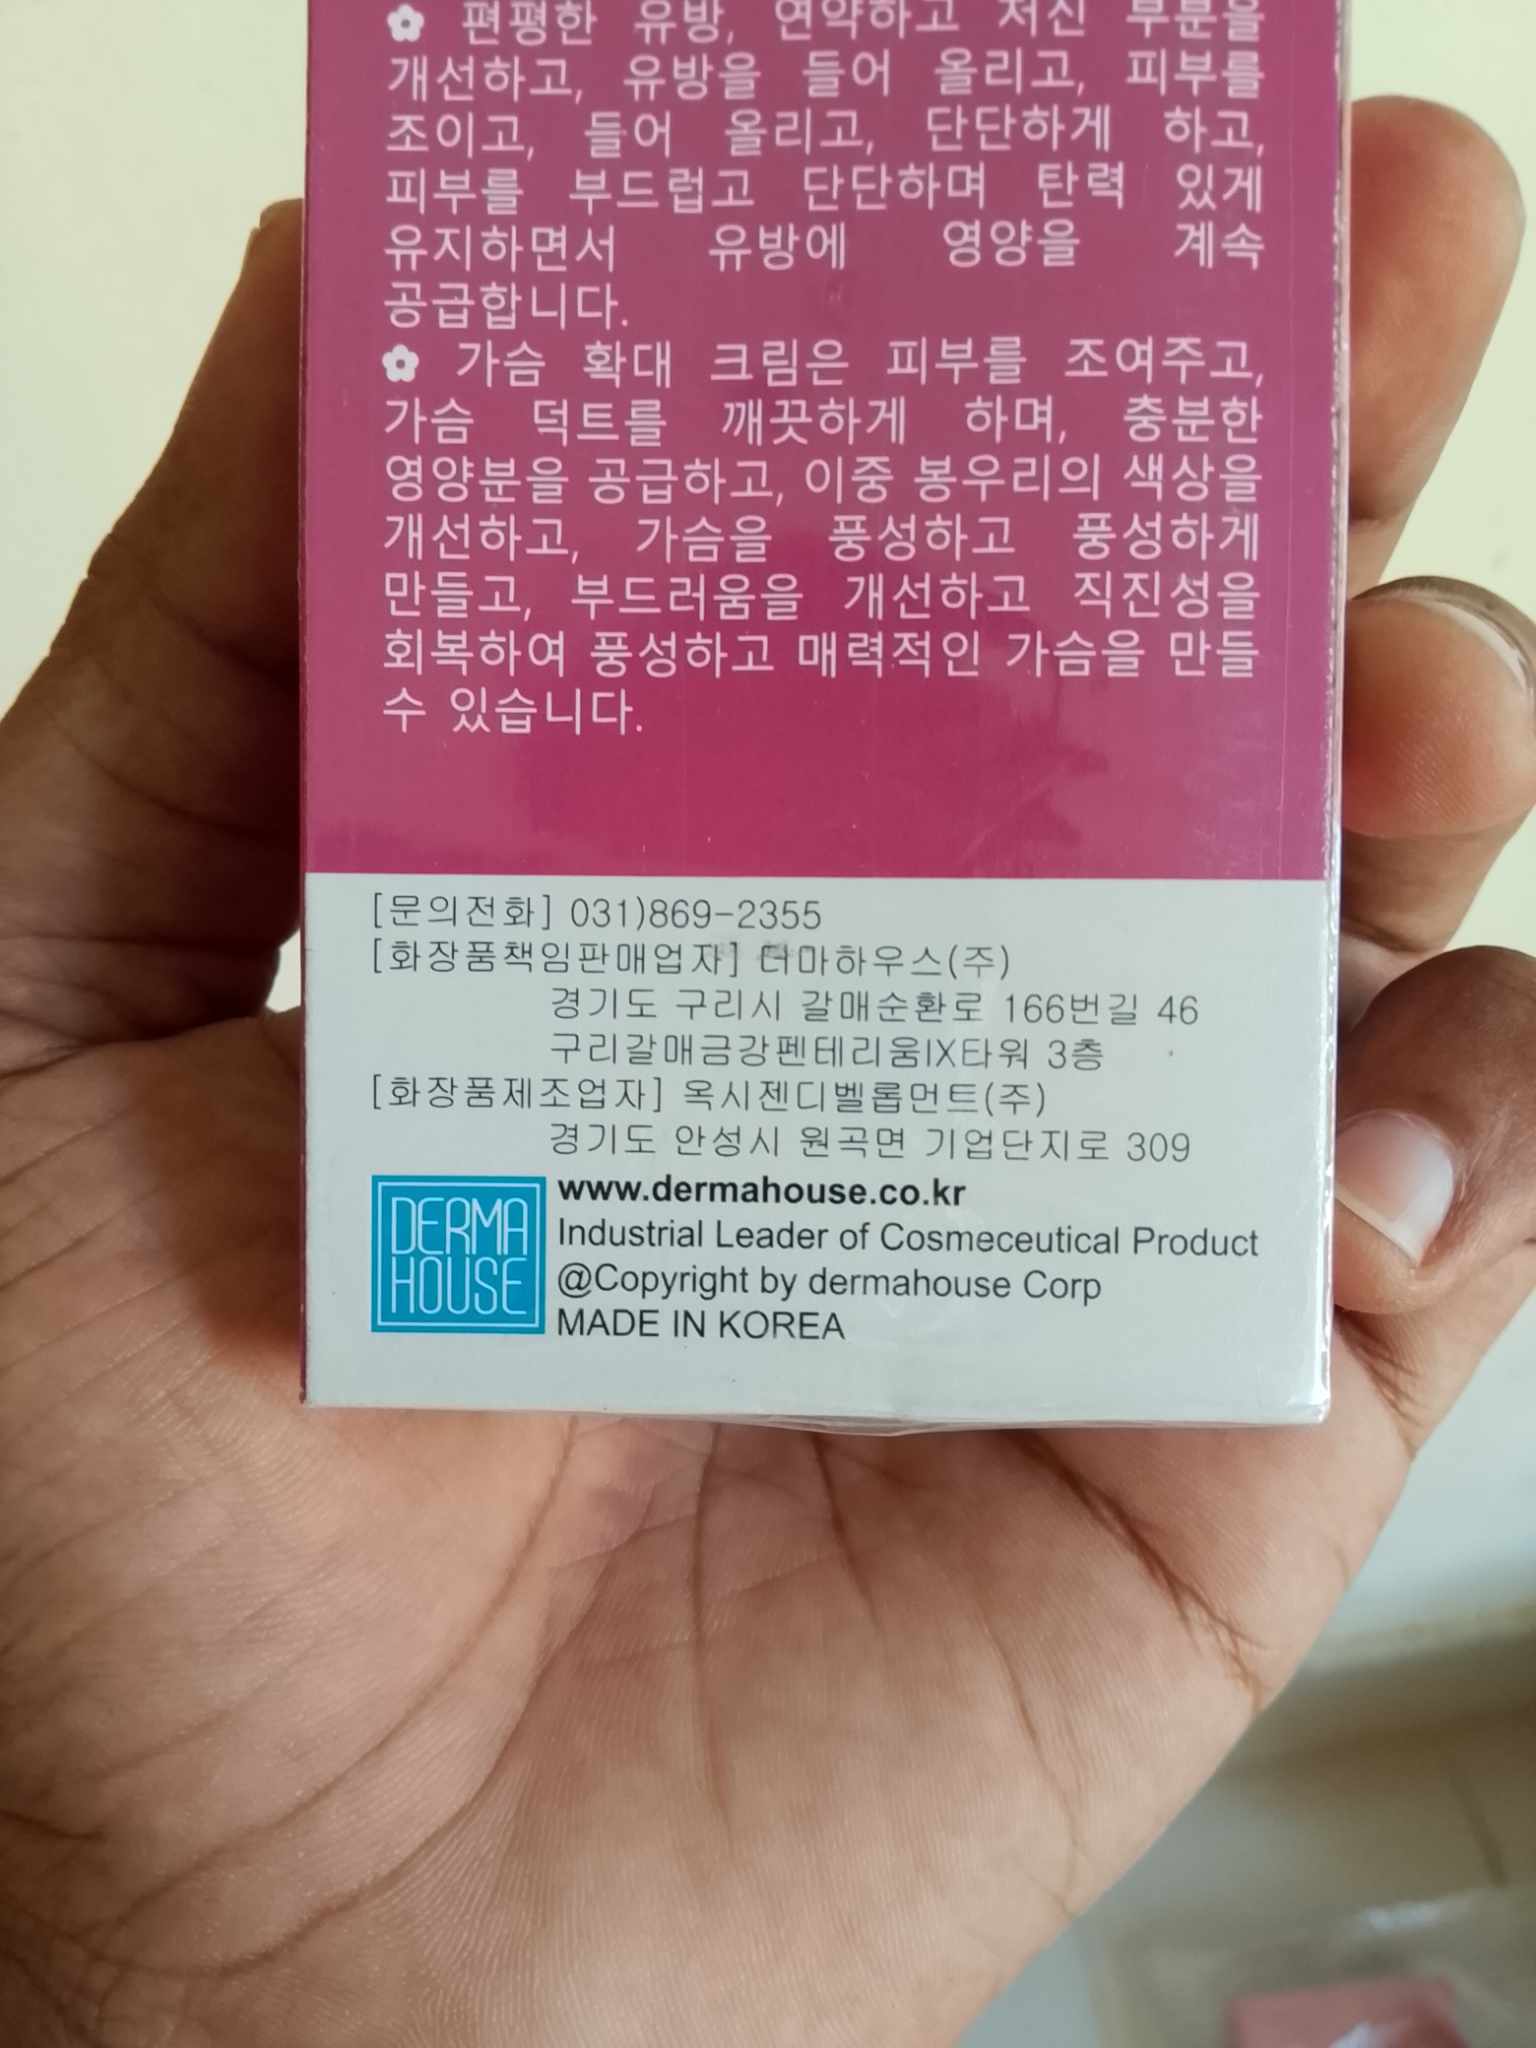 편평한 유방, 연약하고 저신 부분을
개선하고, 유방을 들어 올리고, 피부를
조이고, 들어 올리고, 단단하게 하고,
피부를 부드럽고 단단하며 탄력 있게
유지하면서 유방에 영양을 계속
공급합니다.
가슴 확대 크림은 피부를 조여주고,
가슴 덕트를 깨끗하게 하며, 충분한
영양분을 공급하고, 이중 봉우리의 색상을
개선하고, 가슴을 풍성하고 풍성하게
만들고, 부드러움을 개선하고 직진성을
회복하여 풍성하고 매력적인 가슴을 만들
수 있습니다.
[문의전화] 031)869-2355
[화장품책임판매업자] 더마하우스(주)
경기도 구리시 갈매순환로 166번길 46
구리갈매금강펜테리움IX타워 3층
[화장품제조업자] 옥시젠디벨롭먼트(주)
경기도 안성시 원곡면 기업단지로 309
DERMA
HOUSE
www.dermahouse.co.kr
Industrial Leader of Cosmeceutical Product
@Copyright by dermahouse Corp
MADE IN KOREA